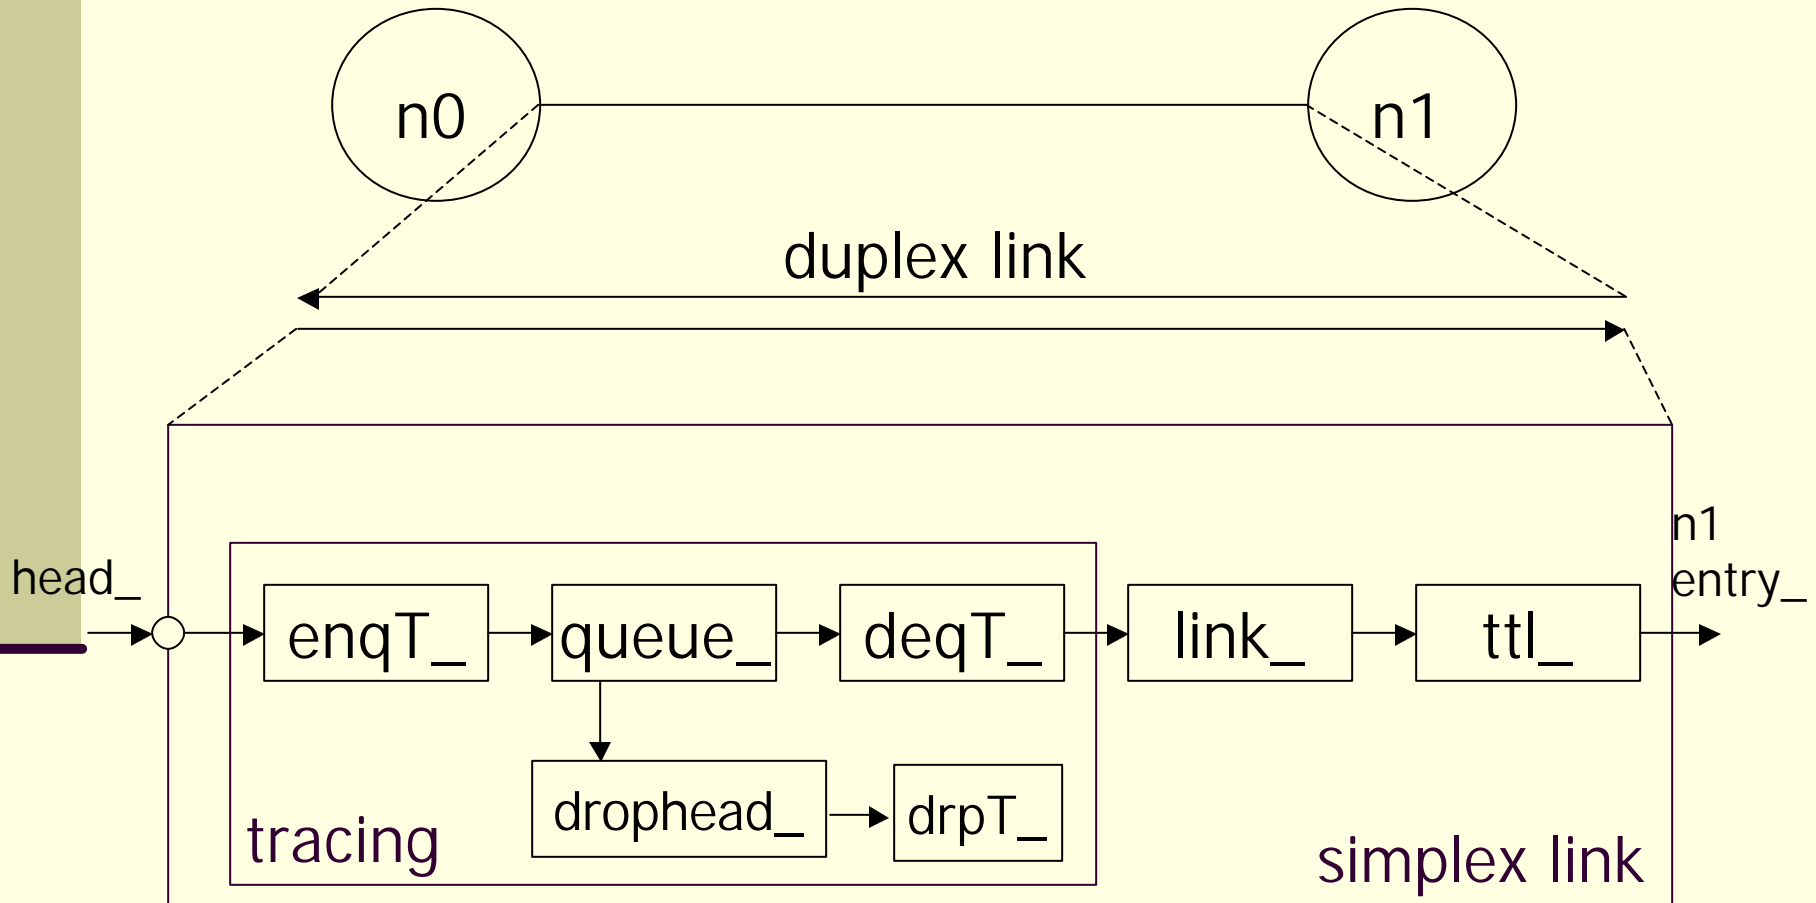 n0
n1
duplex link
n1
head_
entry_
enqT_
queue_
deqT_
link_
ttl_
drophead_
drpT_
tracing
simplex link